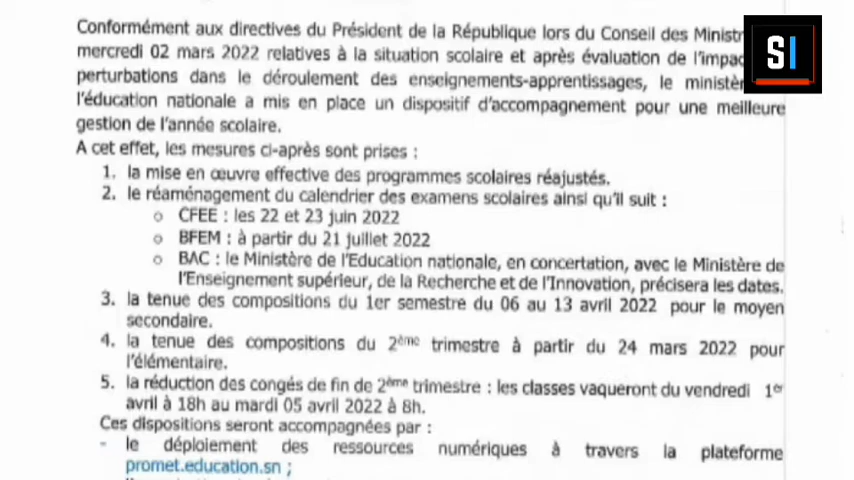 Conformément aux directives du Président de la République lors du Conseil des Ministr
mercredi 02 mars 2022 relatives à la situation scolaire et après évaluation de l'impac
perturbations dans le déroulement des enseignements-apprentissages, le ministèr
l'éducation nationale a mis en place un dispositif d'accompagnement pour une meilleure
gestion de l'année scolaire.
A cet effet, les mesures ci-après sont prises :
1. la mise en œuvre effective des programmes scolaires réajustés.
2. le réaménagement du calendrier des examens scolaires ainsi qu'il suit :
o CFEE : les 22 et 23 juin 2022
o BFEM : à partir du 21 juillet 2022
o BAC : le Ministère de l'Education nationale, en concertation, avec le Ministère de
l'Enseignement supérieur, de la Recherche et de l'Innovation, précisera les dates.
3. la tenue des compositions du 1er semestre du 06 au 13 avril 2022 pour le moyen
secondaire.
4. la tenue des compositions du 2ème trimestre à partir du 24 mars 2022 pour
l'élémentaire.
5. la réduction des congés de fin de 2ème trimestre : les classes vaqueront du vendredi 1er
avril à 18h au mardi 05 avril 2022 à 8h.
Ces dispositions seront accompagnées par :
- le déploiement des ressources numériques à travers la plateforme
promet.education.sn ;
SI